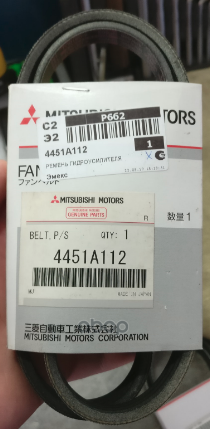 MITSUBISHI MOTORS
C2 P662
Э2
4451A112 1
РЕМЕНЬ ГИДРОУСИЛИТЕЛЯ
Эмекс
FAN
ファンベルト
MITSUBISHI MOTORS
GENUINE PARTS
R
数量 1
BELT, P/S QTY: 1
4451A112
MADE IN JAPAN
三菱自動車工業株式会社
MITSUBISHI MOTORS CORPORATION